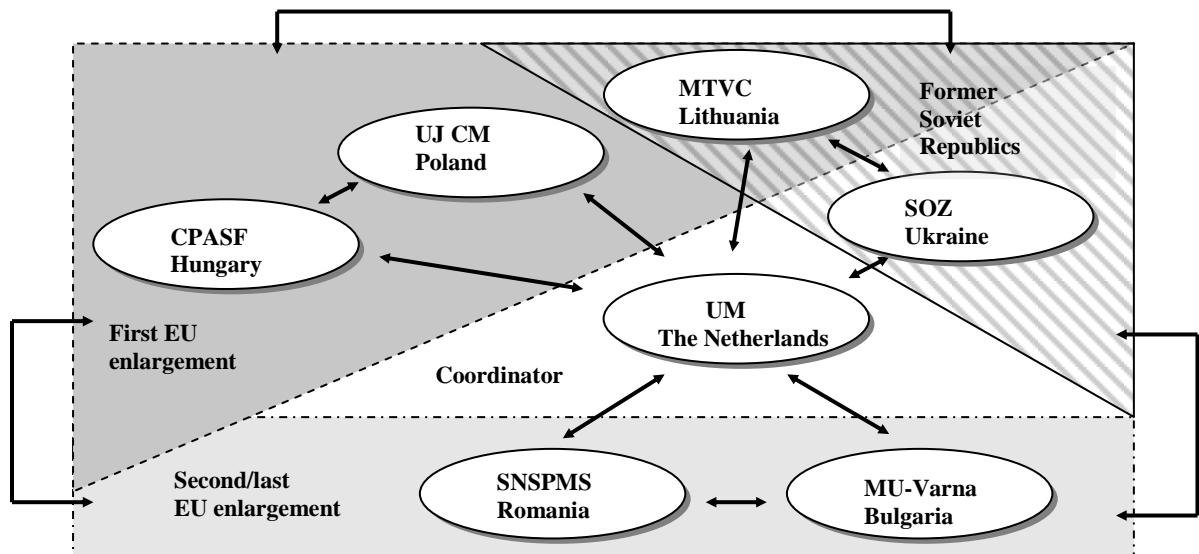 MTVC
Lithuania
Former
Soviet
Republics
UJ CM
Poland
SOZ
Ukraine
CPASF
Hungary
UM
The Netherlands
First EU
enlargement
Coordinator
Second/last
EU enlargement
SNSPMS
Romania
MU-Varna
Bulgaria